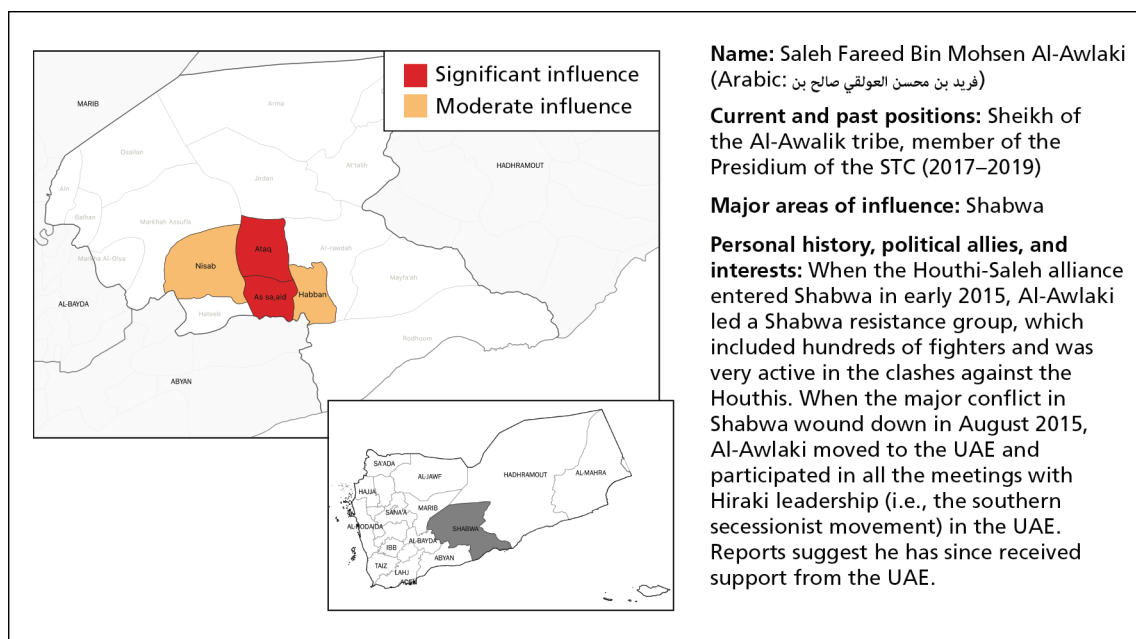 Significant influence
Moderate influence
MARIB
Arma
Osailan
At'talih
HADHRAMOUT
Jrdan
Ain
Baihan
Markhah Assufla
Ataq
Ar-rawdah
Markha Al-Olya
Nisab
Mayfa'ah
As sa,aid
Habban
AL-BAYDA
Hateeb
Rodhoom
ABYAN
SA'ADA
AL-JAWF
HADHRAMOUT
AL-MAHRA
HAJJA
MARIB
SANA'A
AL-HODAIDA
SHABWA
AL-BAYDA
IBB
ABYAN
TAIZ
LAHJ
ADEN
Name: Saleh Fareed Bin Mohsen Al-Awlaki
(Arabic: فريد بن محسن العولقي صالح بن)
Current and past positions: Sheikh of
the Al-Awalik tribe, member of the
Presidium of the STC (2017–2019)
Major areas of influence: Shabwa
Personal history, political allies, and
interests: When the Houthi-Saleh alliance
entered Shabwa in early 2015, Al-Awlaki
led a Shabwa resistance group, which
included hundreds of fighters and was
very active in the clashes against the
Houthis. When the major conflict in
Shabwa wound down in August 2015,
Al-Awlaki moved to the UAE and
participated in all the meetings with
Hiraki leadership (i.e., the southern
secessionist movement) in the UAE.
Reports suggest he has since received
support from the UAE.